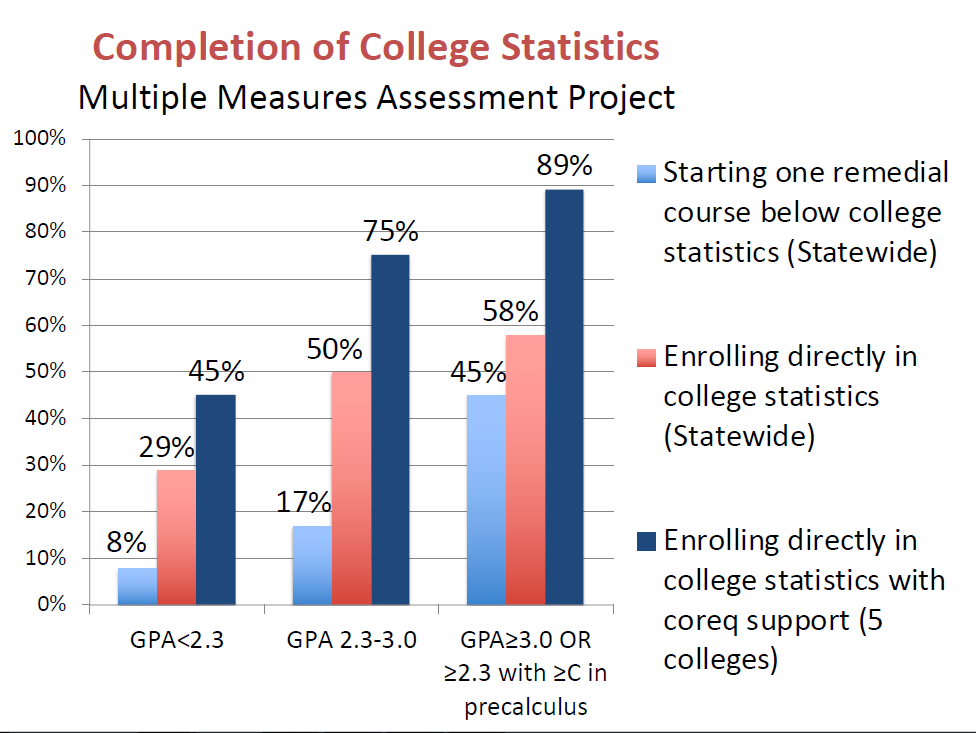 Completion of College Statistics
Multiple Measures Assessment Project
100%
90%
80%
70%
60%
50%
40%
30%
20%
10%
0%
8%
29%
45%
17%
50%
75%
45%
58%
89%
GPA<2.3
GPA 2.3-3.0
GPA≥3.0 OR
≥2.3 with ≥C in
precalculus
Starting one remedial
course below college
statistics (Statewide)
Enrolling directly in
college statistics
(Statewide)
Enrolling directly in
college statistics with
coreq support (5
colleges)